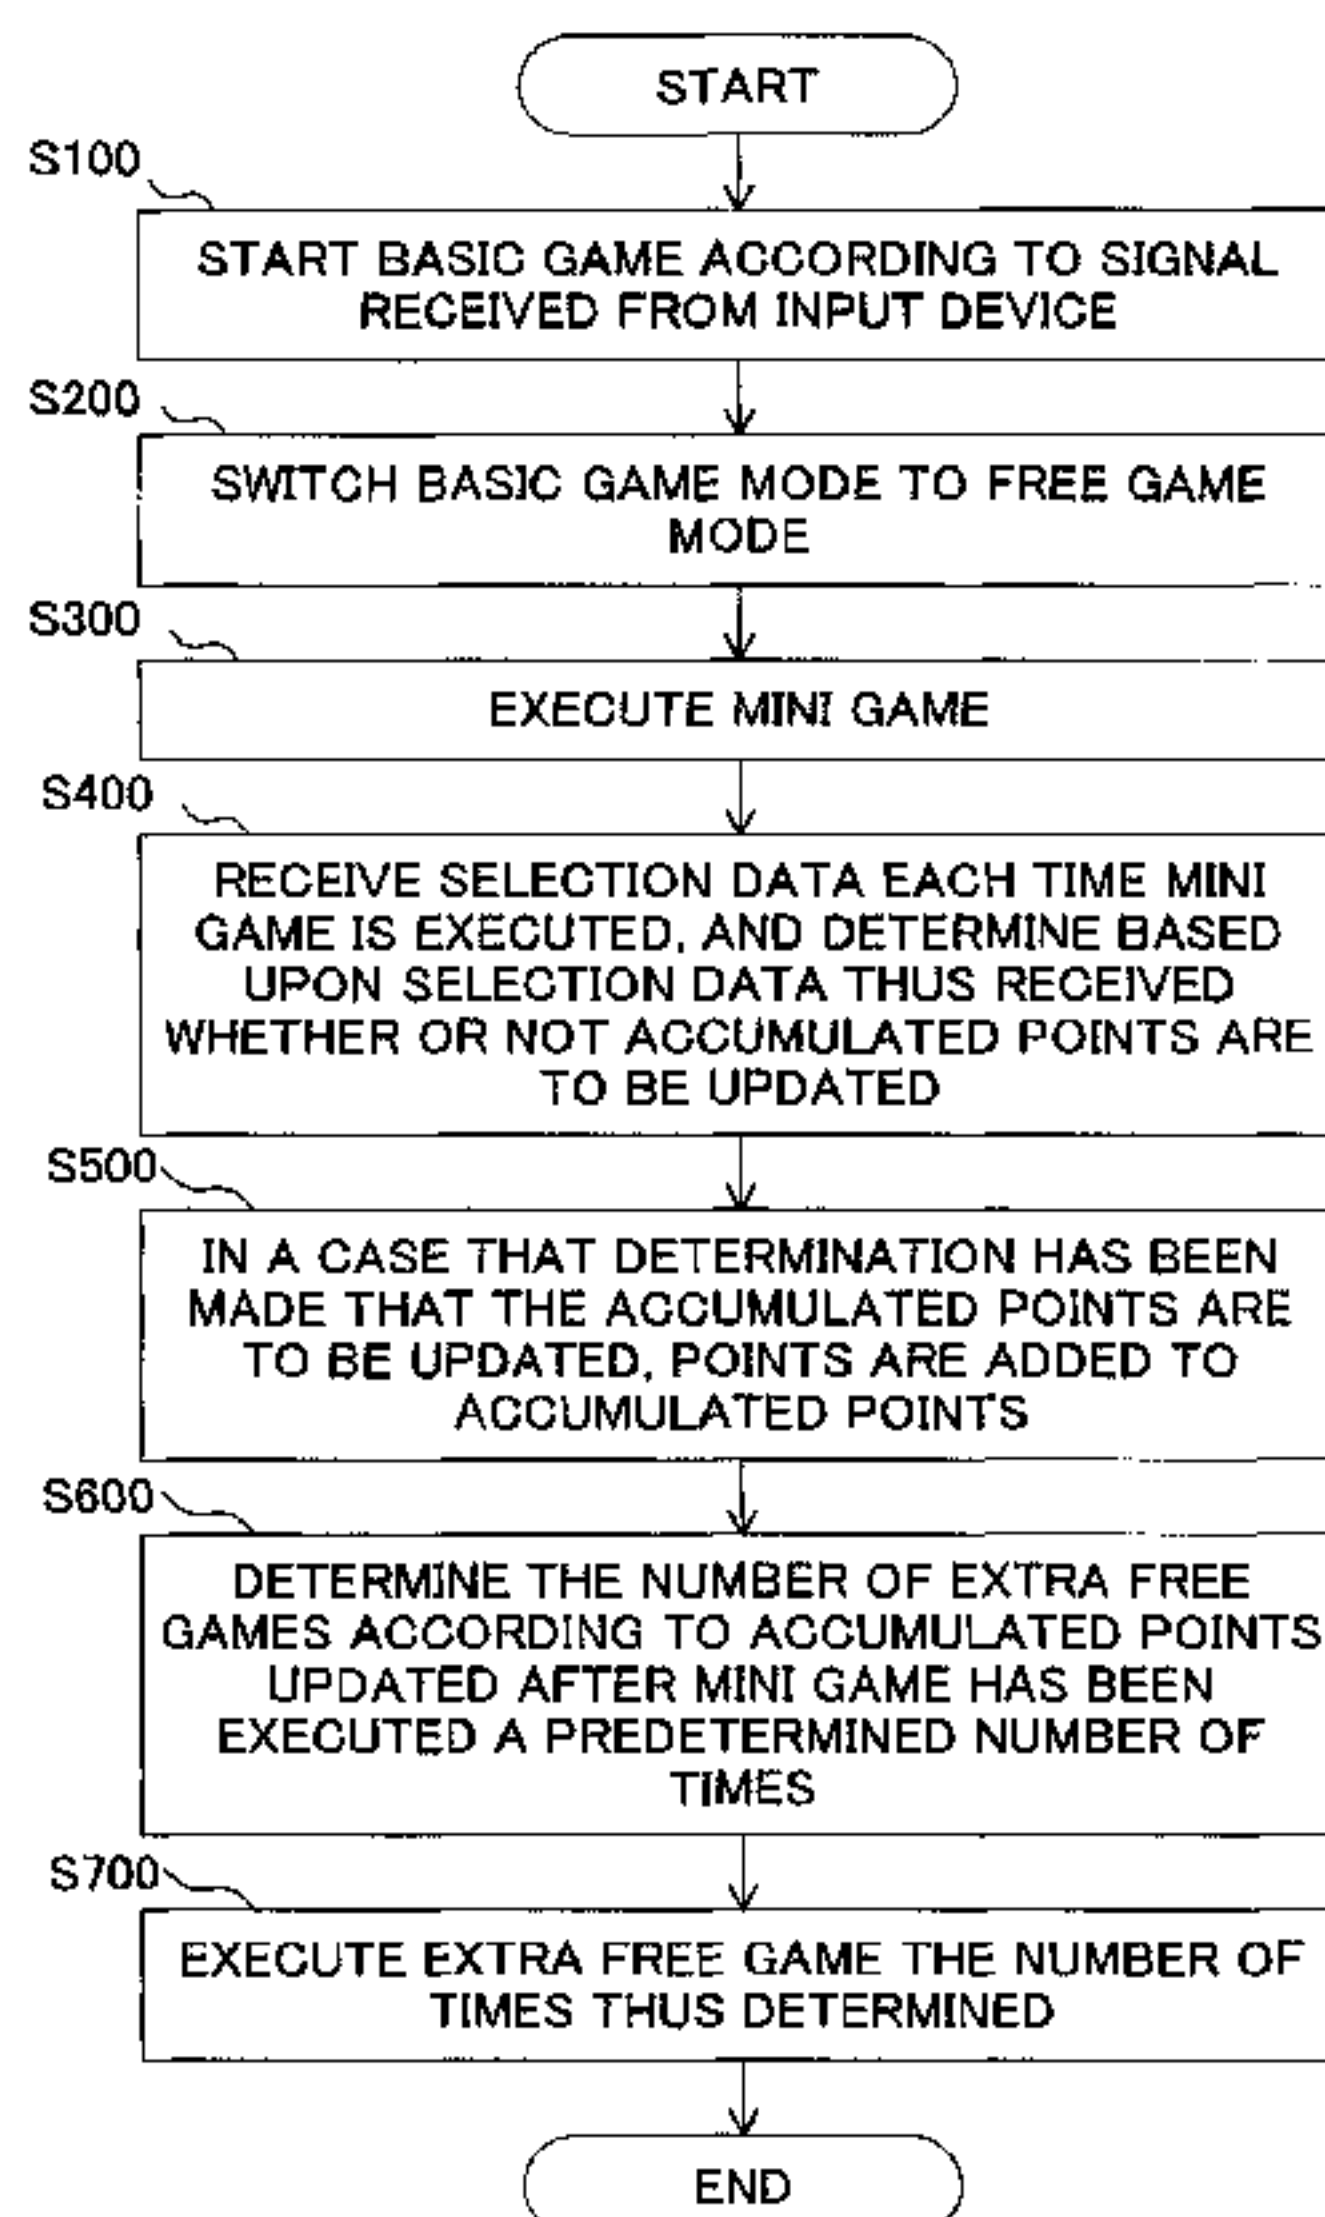 START
S100
START BASIC GAME ACCORDING TO SIGNAL
RECEIVED FROM INPUT DEVICE
S200
SWITCH BASIC GAME MODE TO FREE GAME
MODE
S300
EXECUTE MINI GAME
S400
RECEIVE SELECTION DATA EACH TIME MINI
GAME IS EXECUTED, AND DETERMINE BASED
UPON SELECTION DATA THUS RECEIVED
WHETHER OR NOT ACCUMULATED POINTS ARE
TO BE UPDATED
S500
IN A CASE THAT DETERMINATION HAS BEEN
MADE THAT THE ACCUMULATED POINTS ARE
TO BE UPDATED, POINTS ARE ADDED TO
ACCUMULATED POINTS
S600
DETERMINE THE NUMBER OF EXTRA FREE
GAMES ACCORDING TO ACCUMULATED POINTS
UPDATED AFTER MINI GAME HAS BEEN
EXECUTED A PREDETERMINED NUMBER OF
TIMES
S700
EXECUTE EXTRA FREE GAME THE NUMBER OF
TIMES THUS DETERMINED
END